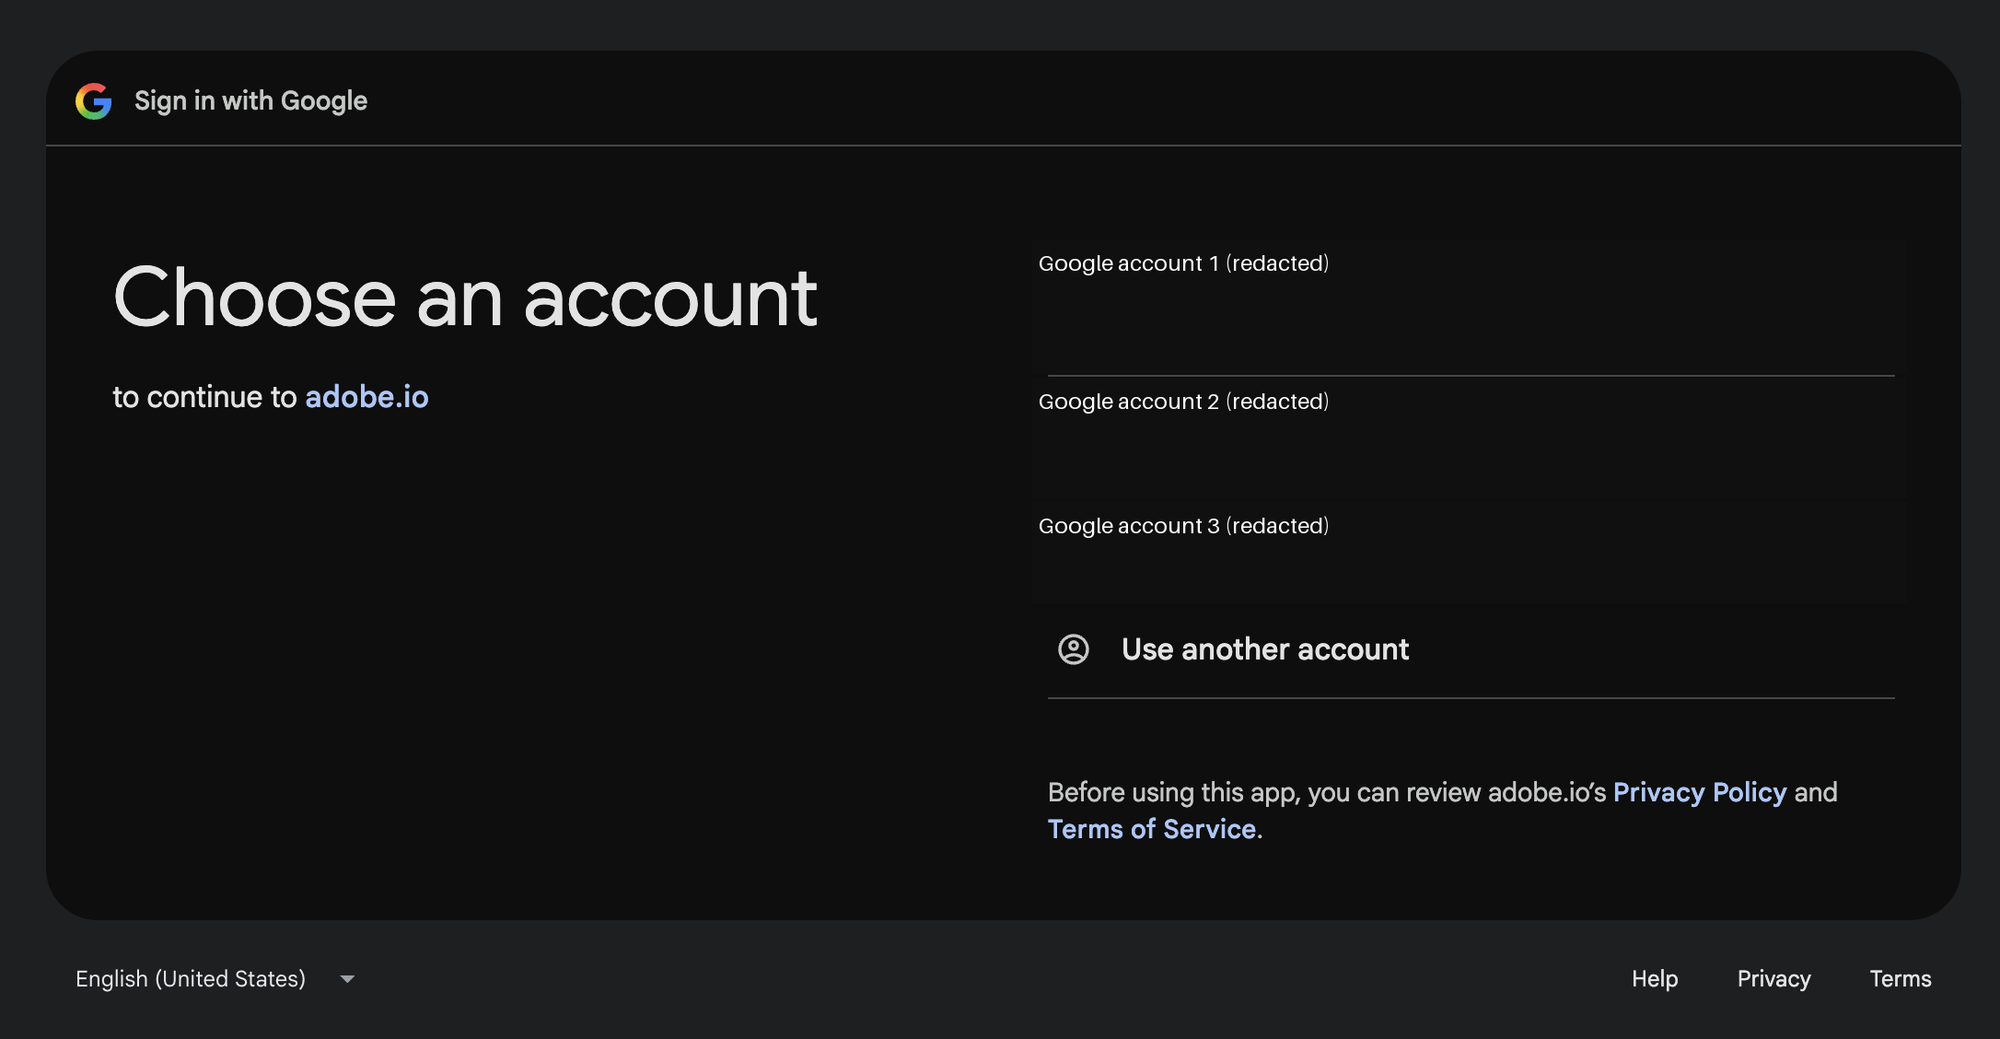 Sign in with Google
Choose an account
to continue to adobe.io
Google account 1 (redacted)
Google account 2 (redacted)
Google account 3 (redacted)
Use another account
Before using this app, you can review adobe.io’s Privacy Policy and
Terms of Service.
English (United States)
Help Privacy Terms